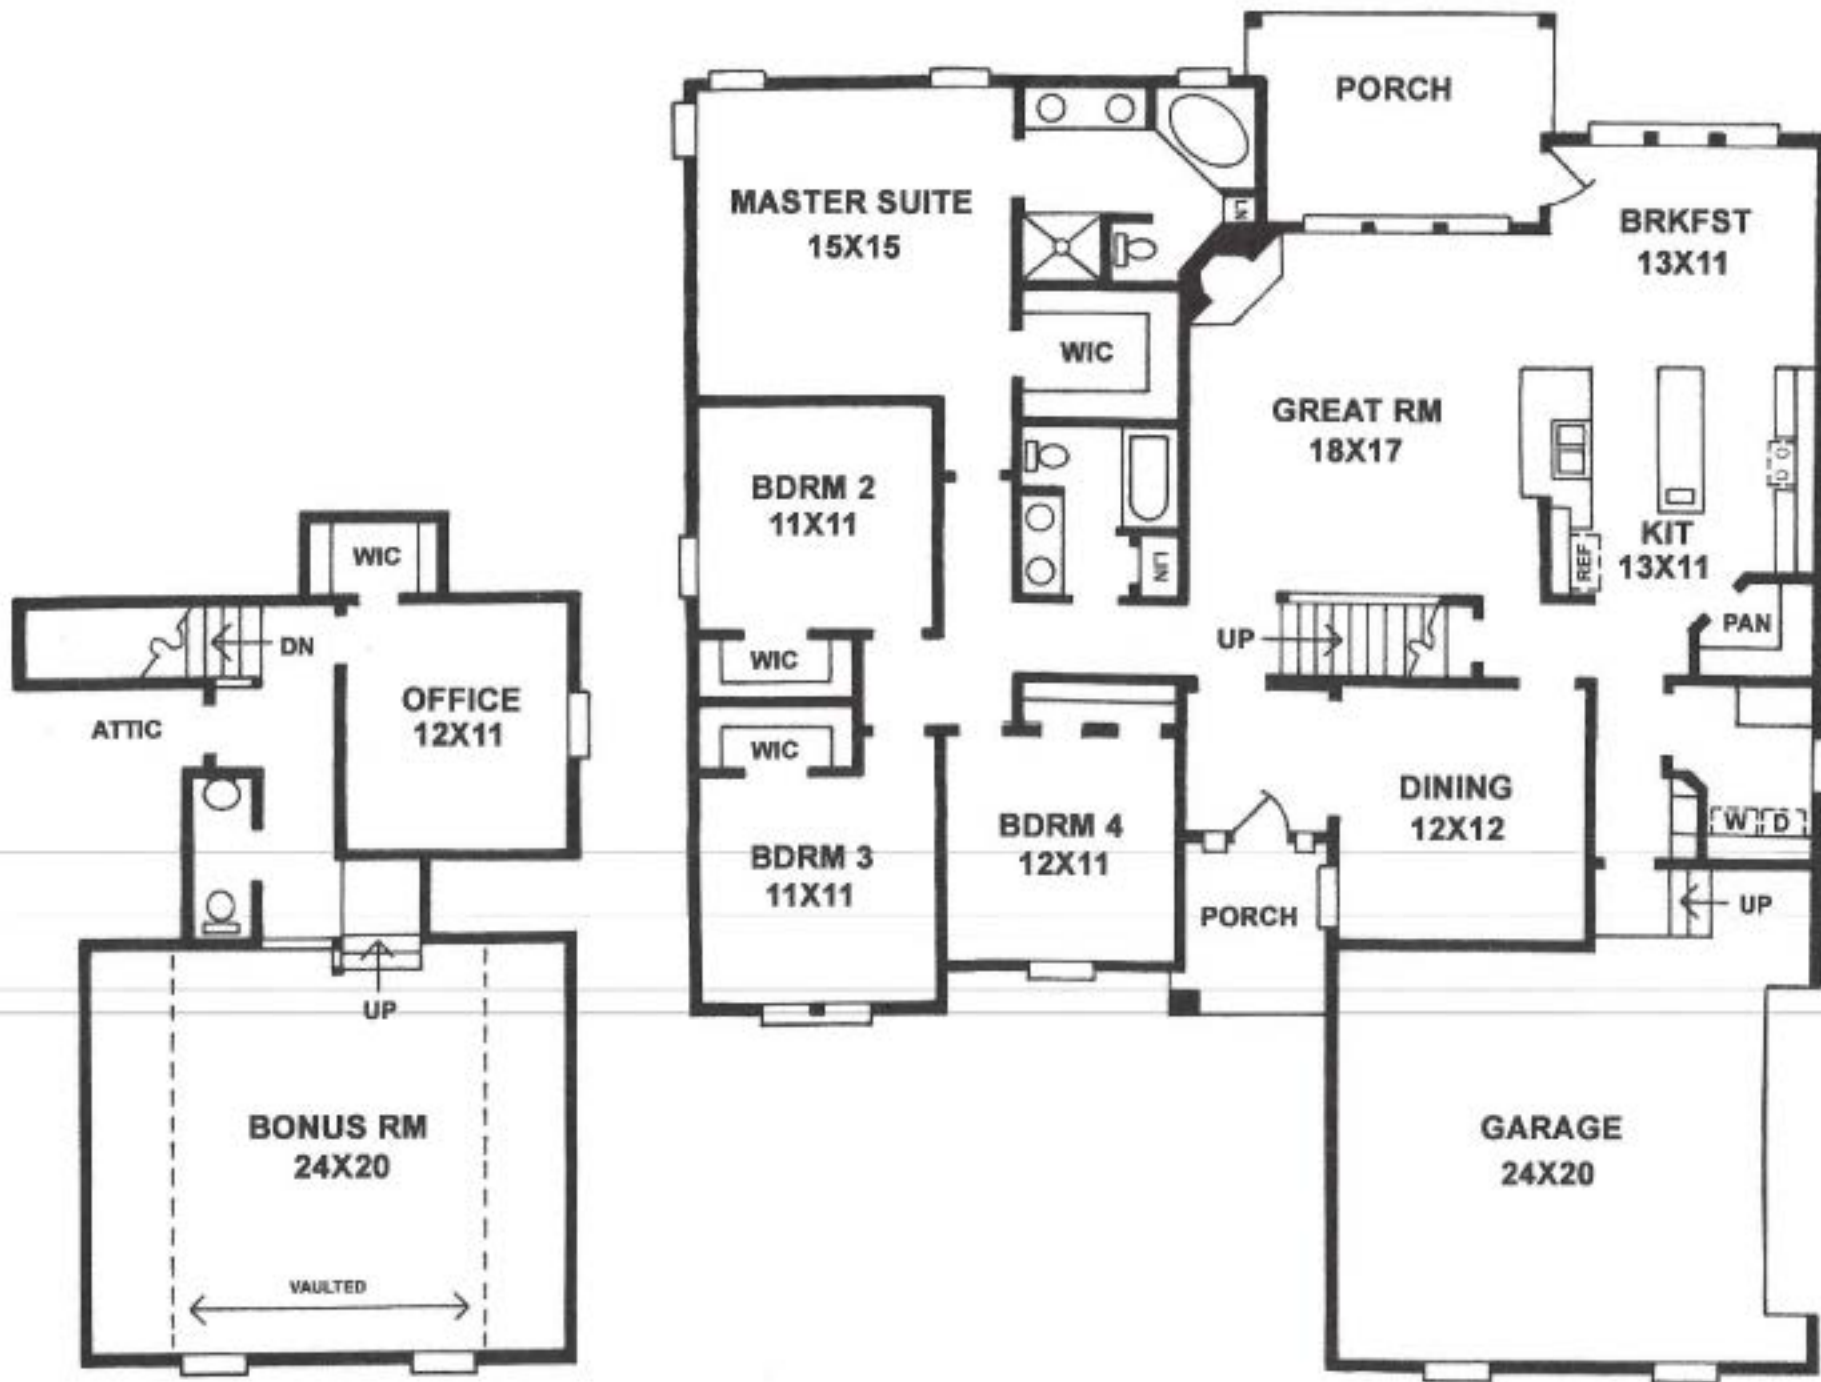 WIC
DN
OFFICE
12X11
ATTIC
UP
BONUS RM
24X20
VAULTED
MASTER SUITE
15X15
LN
PORCH
BRKFST
13X11
WIC
GREAT RM
18X17
BDRM 2
11X11
LIN
REF
KIT
13X11
UP
PAN
WIC
WIC
BDRM 3
11X11
BDRM 4
12X11
DINING
12X12
W D
PORCH
UP
GARAGE
24X20